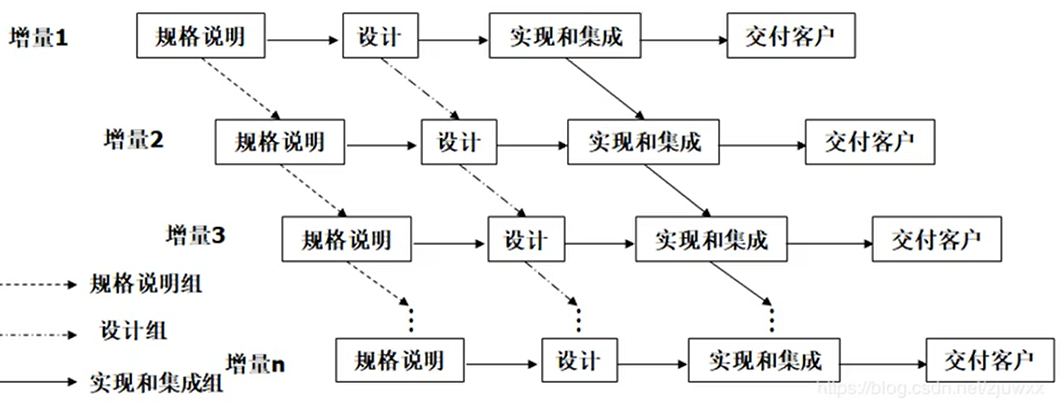 增量1 规格说明 设计 实现和集成 交付客户
增量2 规格说明 设计 实现和集成 交付客户
增量3 规格说明 设计 实现和集成 交付客户
规格说明组
设计组
增量n 规格说明 设计 实现和集成 交付客户
实现和集成组
https://blog.csdn.net/zjuwxx